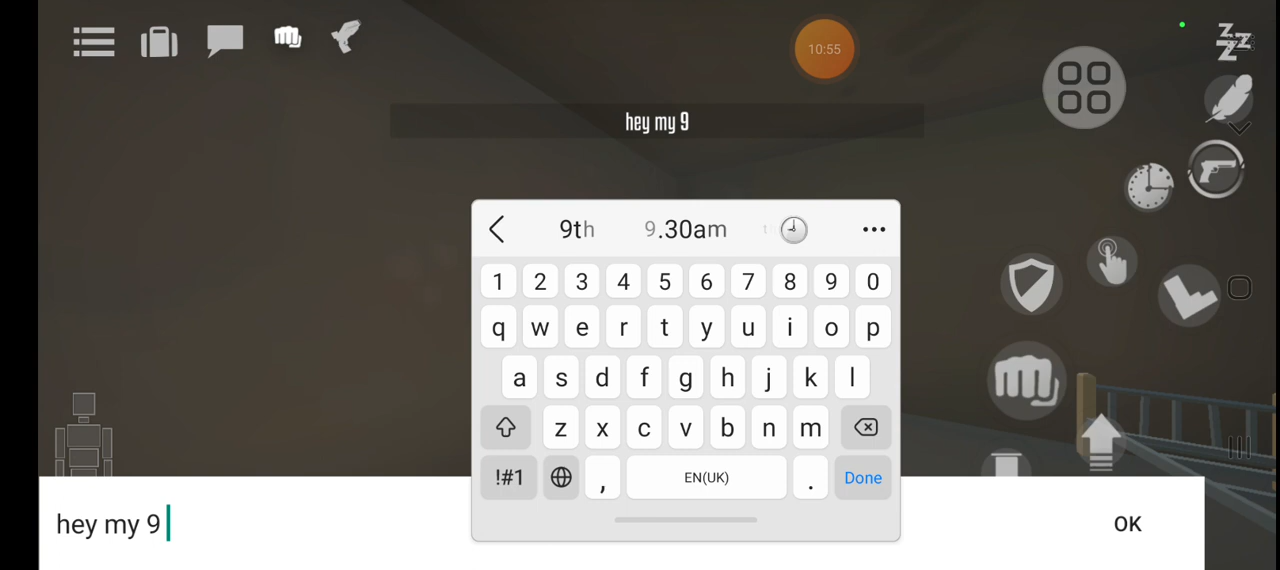 10:55
hey my 9
9th 9.30am
1 2 3 4 5 6 7 8 9 0
q w e r t y u i o p
a s d f g h j k l
z x c v b n m
!#1 , EN(UK) . Done
hey my 9 OK